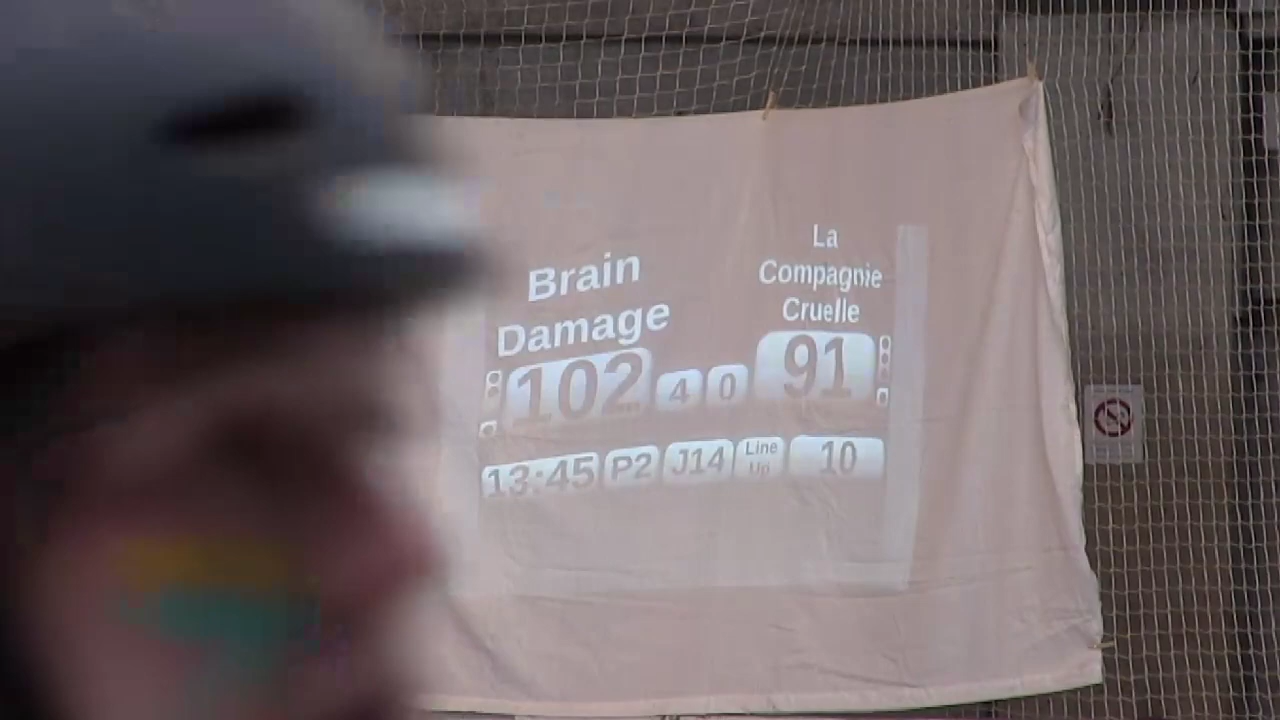 Brain
Damage
La
Compagnie
Cruelle
102 4 0 91
13:45 P2 J14 Line Up 10